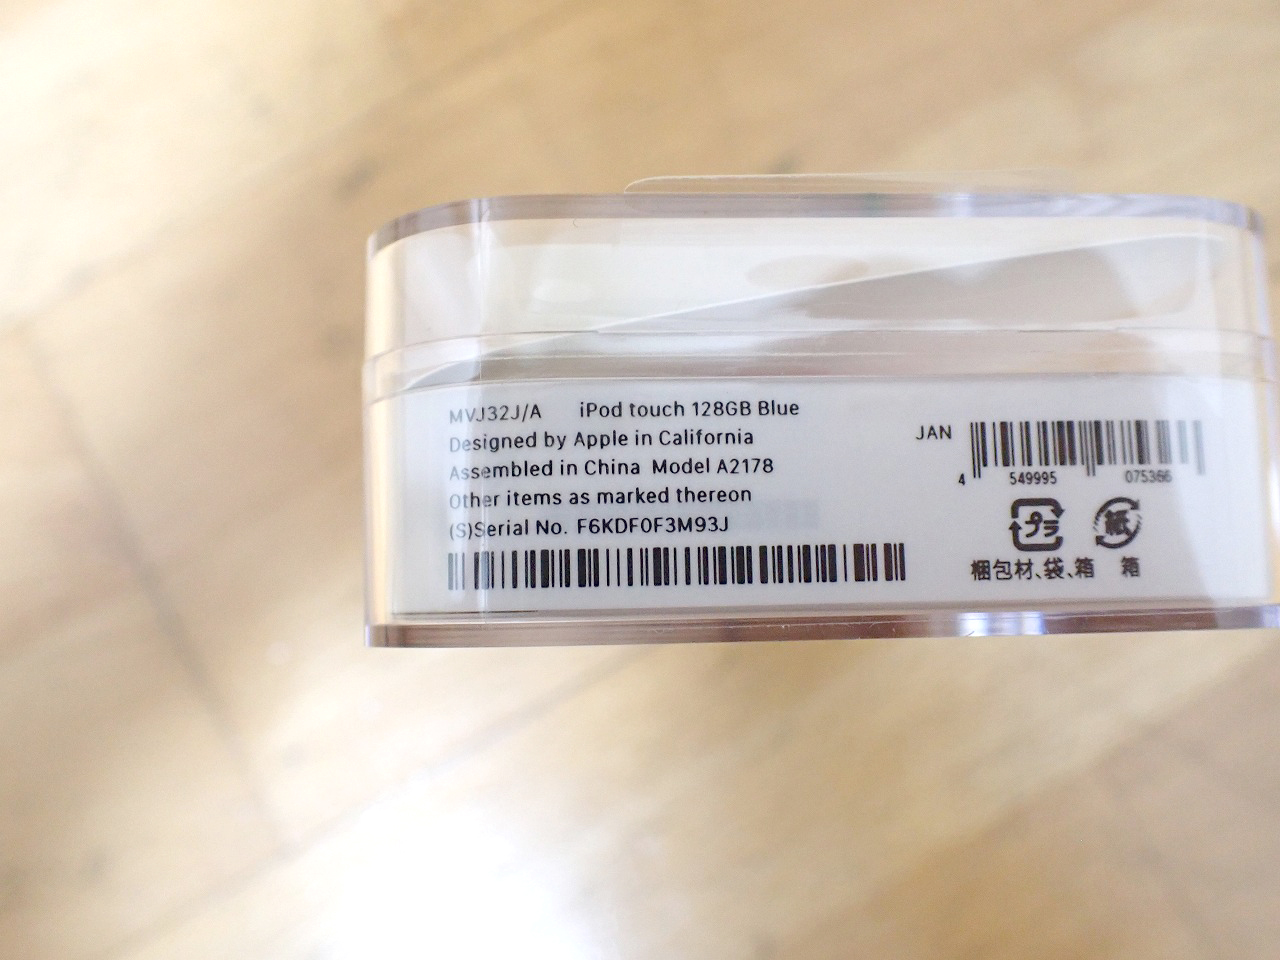 MVJ32J/A iPod touch 128GB Blue
Designed by Apple in California
Assembled in China Model A2178
Other items as marked thereon
(S)Serial No. F6KDF0F3M93J
JAN
4 549995 075366
プラ 紙
梱包材、袋、箱 箱